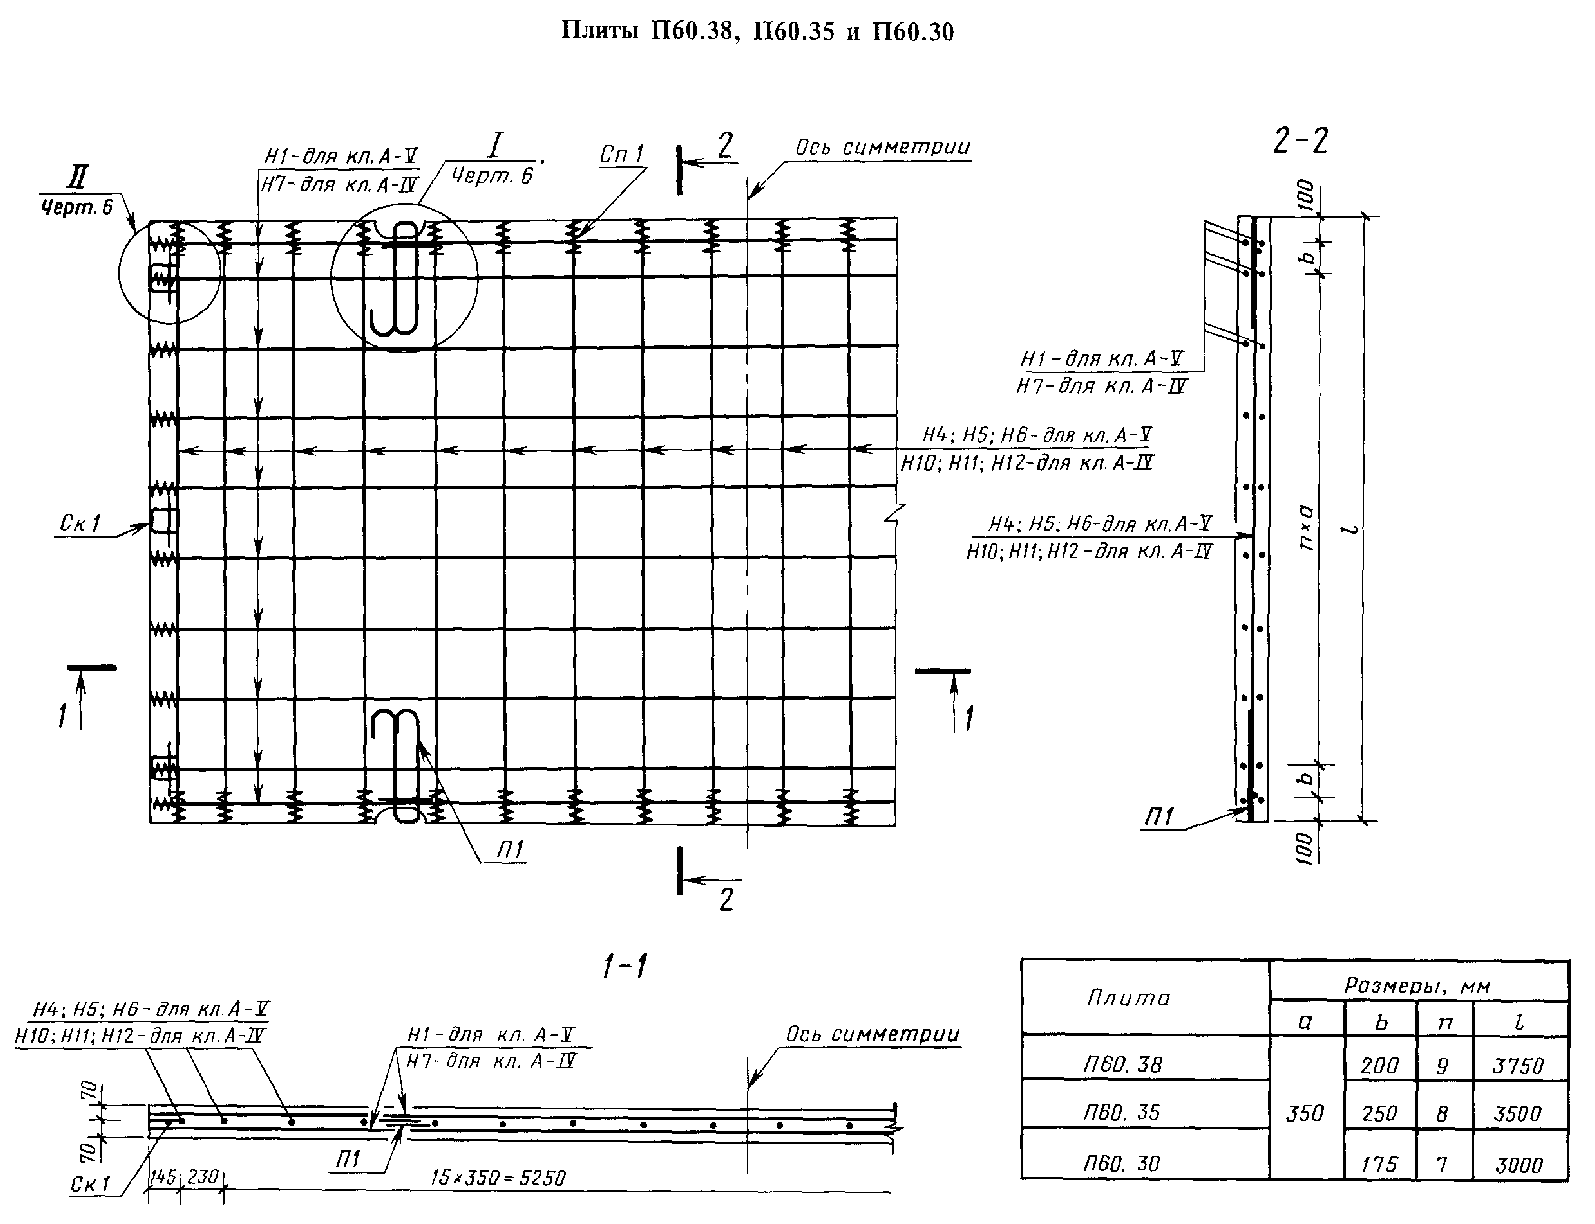 Плиты П60.38, П60.35 и П60.30
II
Черт. 6
Н1-для кл. А-V
Н7-для кл. А-IV
I
Черт. 6
Сп 1
2
Ось симметрии
2-2
100
b
Н1-для кл. А-V
Н7-для кл. А-IV
Н4; Н5; Н6-для кл. А-V
Н10; Н11; Н12-для кл. А-IV
Ск 1
Н4; Н5; Н6-для кл. А-V
Н10; Н11; Н12-для кл. А-IV
n×a
l
1
1
b
П1
100
П1
2
1-1
Н4; Н5; Н6-для кл. А-V
Н10; Н11; Н12-для кл. А-IV
Н1-для кл. А-V
Н7-для кл. А-IV
Ось симметрии
70
70
Ск 1
П1
145 230 15×350=5250
Плита Размеры, мм
a b n l
П60.38 200 9 3750
П60.35 350 250 8 3500
П60.30 175 7 3000